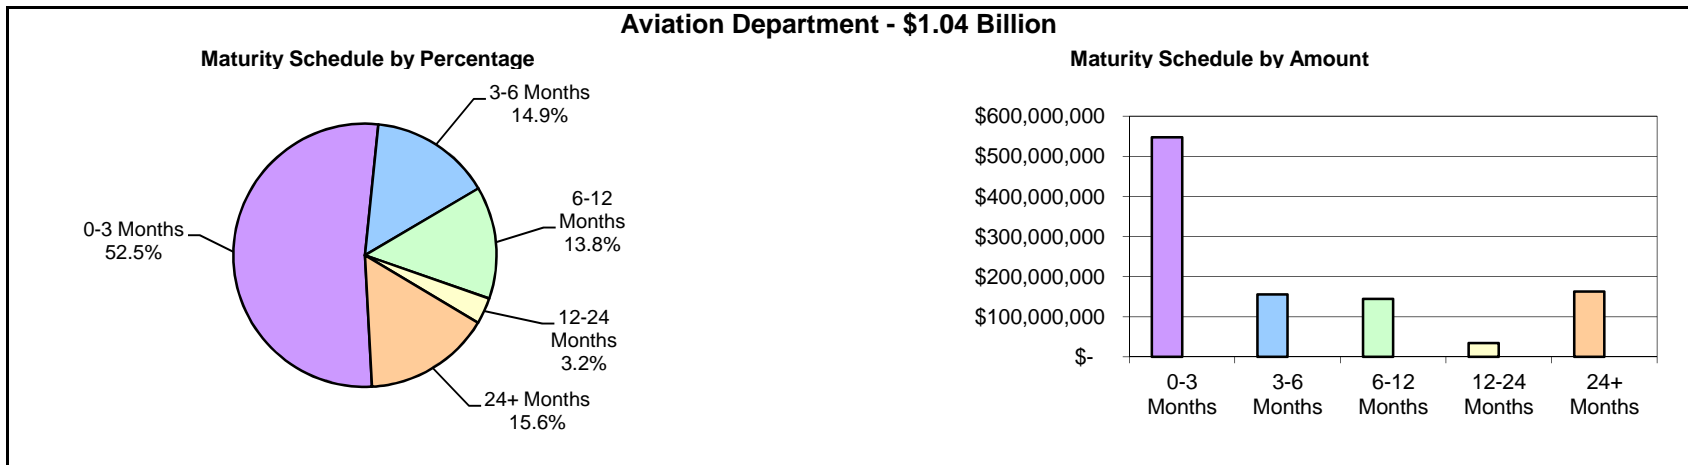 Aviation Department - $1.04 Billion
Maturity Schedule by Percentage
3-6 Months
14.9%
6-12
Months
13.8%
0-3 Months
52.5%
12-24
Months
3.2%
24+ Months
15.6%
Maturity Schedule by Amount
$600,000,000
$500,000,000
$400,000,000
$300,000,000
$200,000,000
$100,000,000
$-
0-3
Months
3-6
Months
6-12
Months
12-24
Months
24+
Months